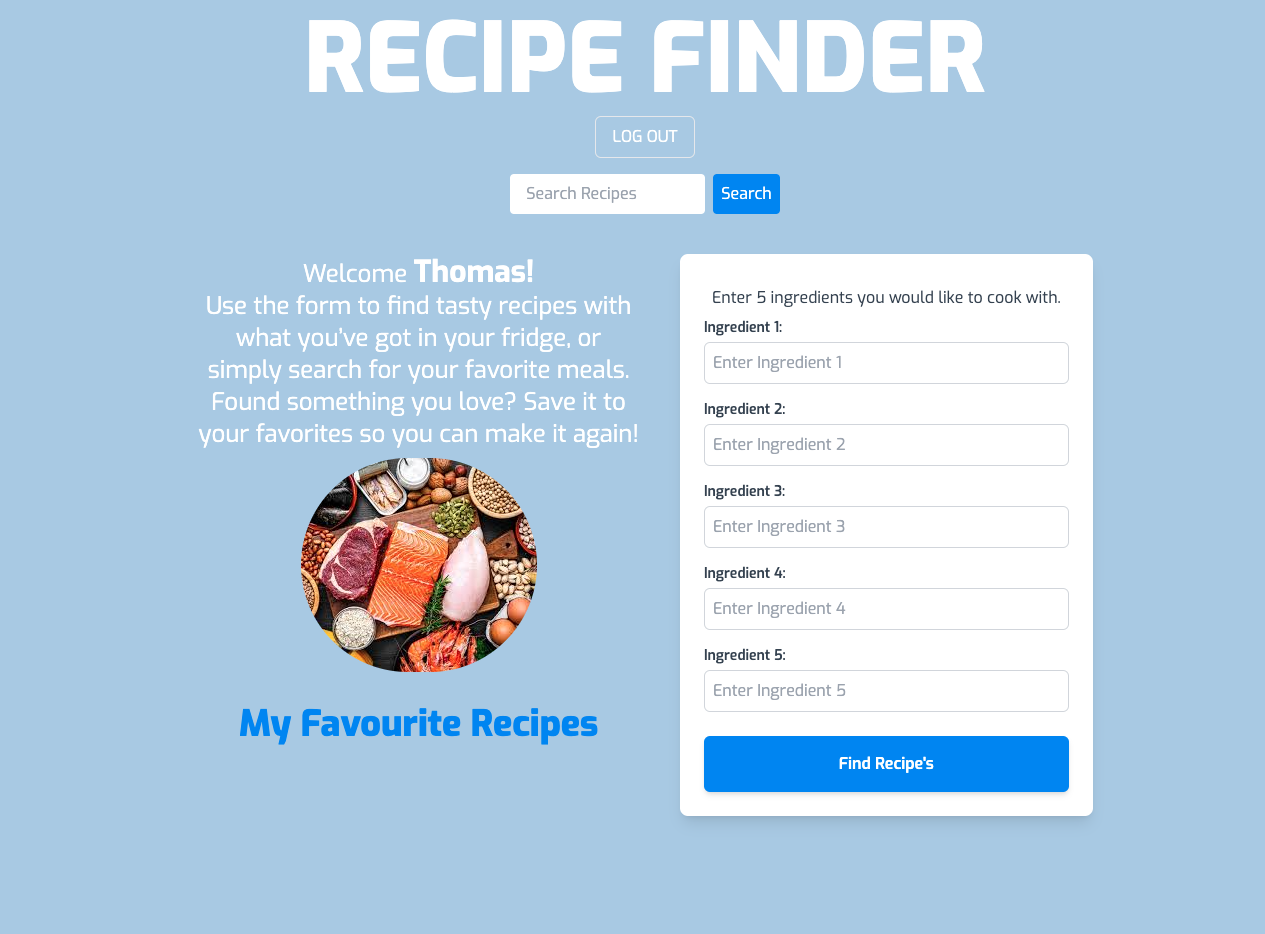 RECIPE FINDER
LOG OUT
Search Recipes
Search
Welcome Thomas!
Use the form to find tasty recipes with
what you've got in your fridge, or
simply search for your favorite meals.
Found something you love? Save it to
your favorites so you can make it again!
My Favourite Recipes
Enter 5 ingredients you would like to cook with.
Ingredient 1:
Enter Ingredient 1
Ingredient 2:
Enter Ingredient 2
Ingredient 3:
Enter Ingredient 3
Ingredient 4:
Enter Ingredient 4
Ingredient 5:
Enter Ingredient 5
Find Recipe's